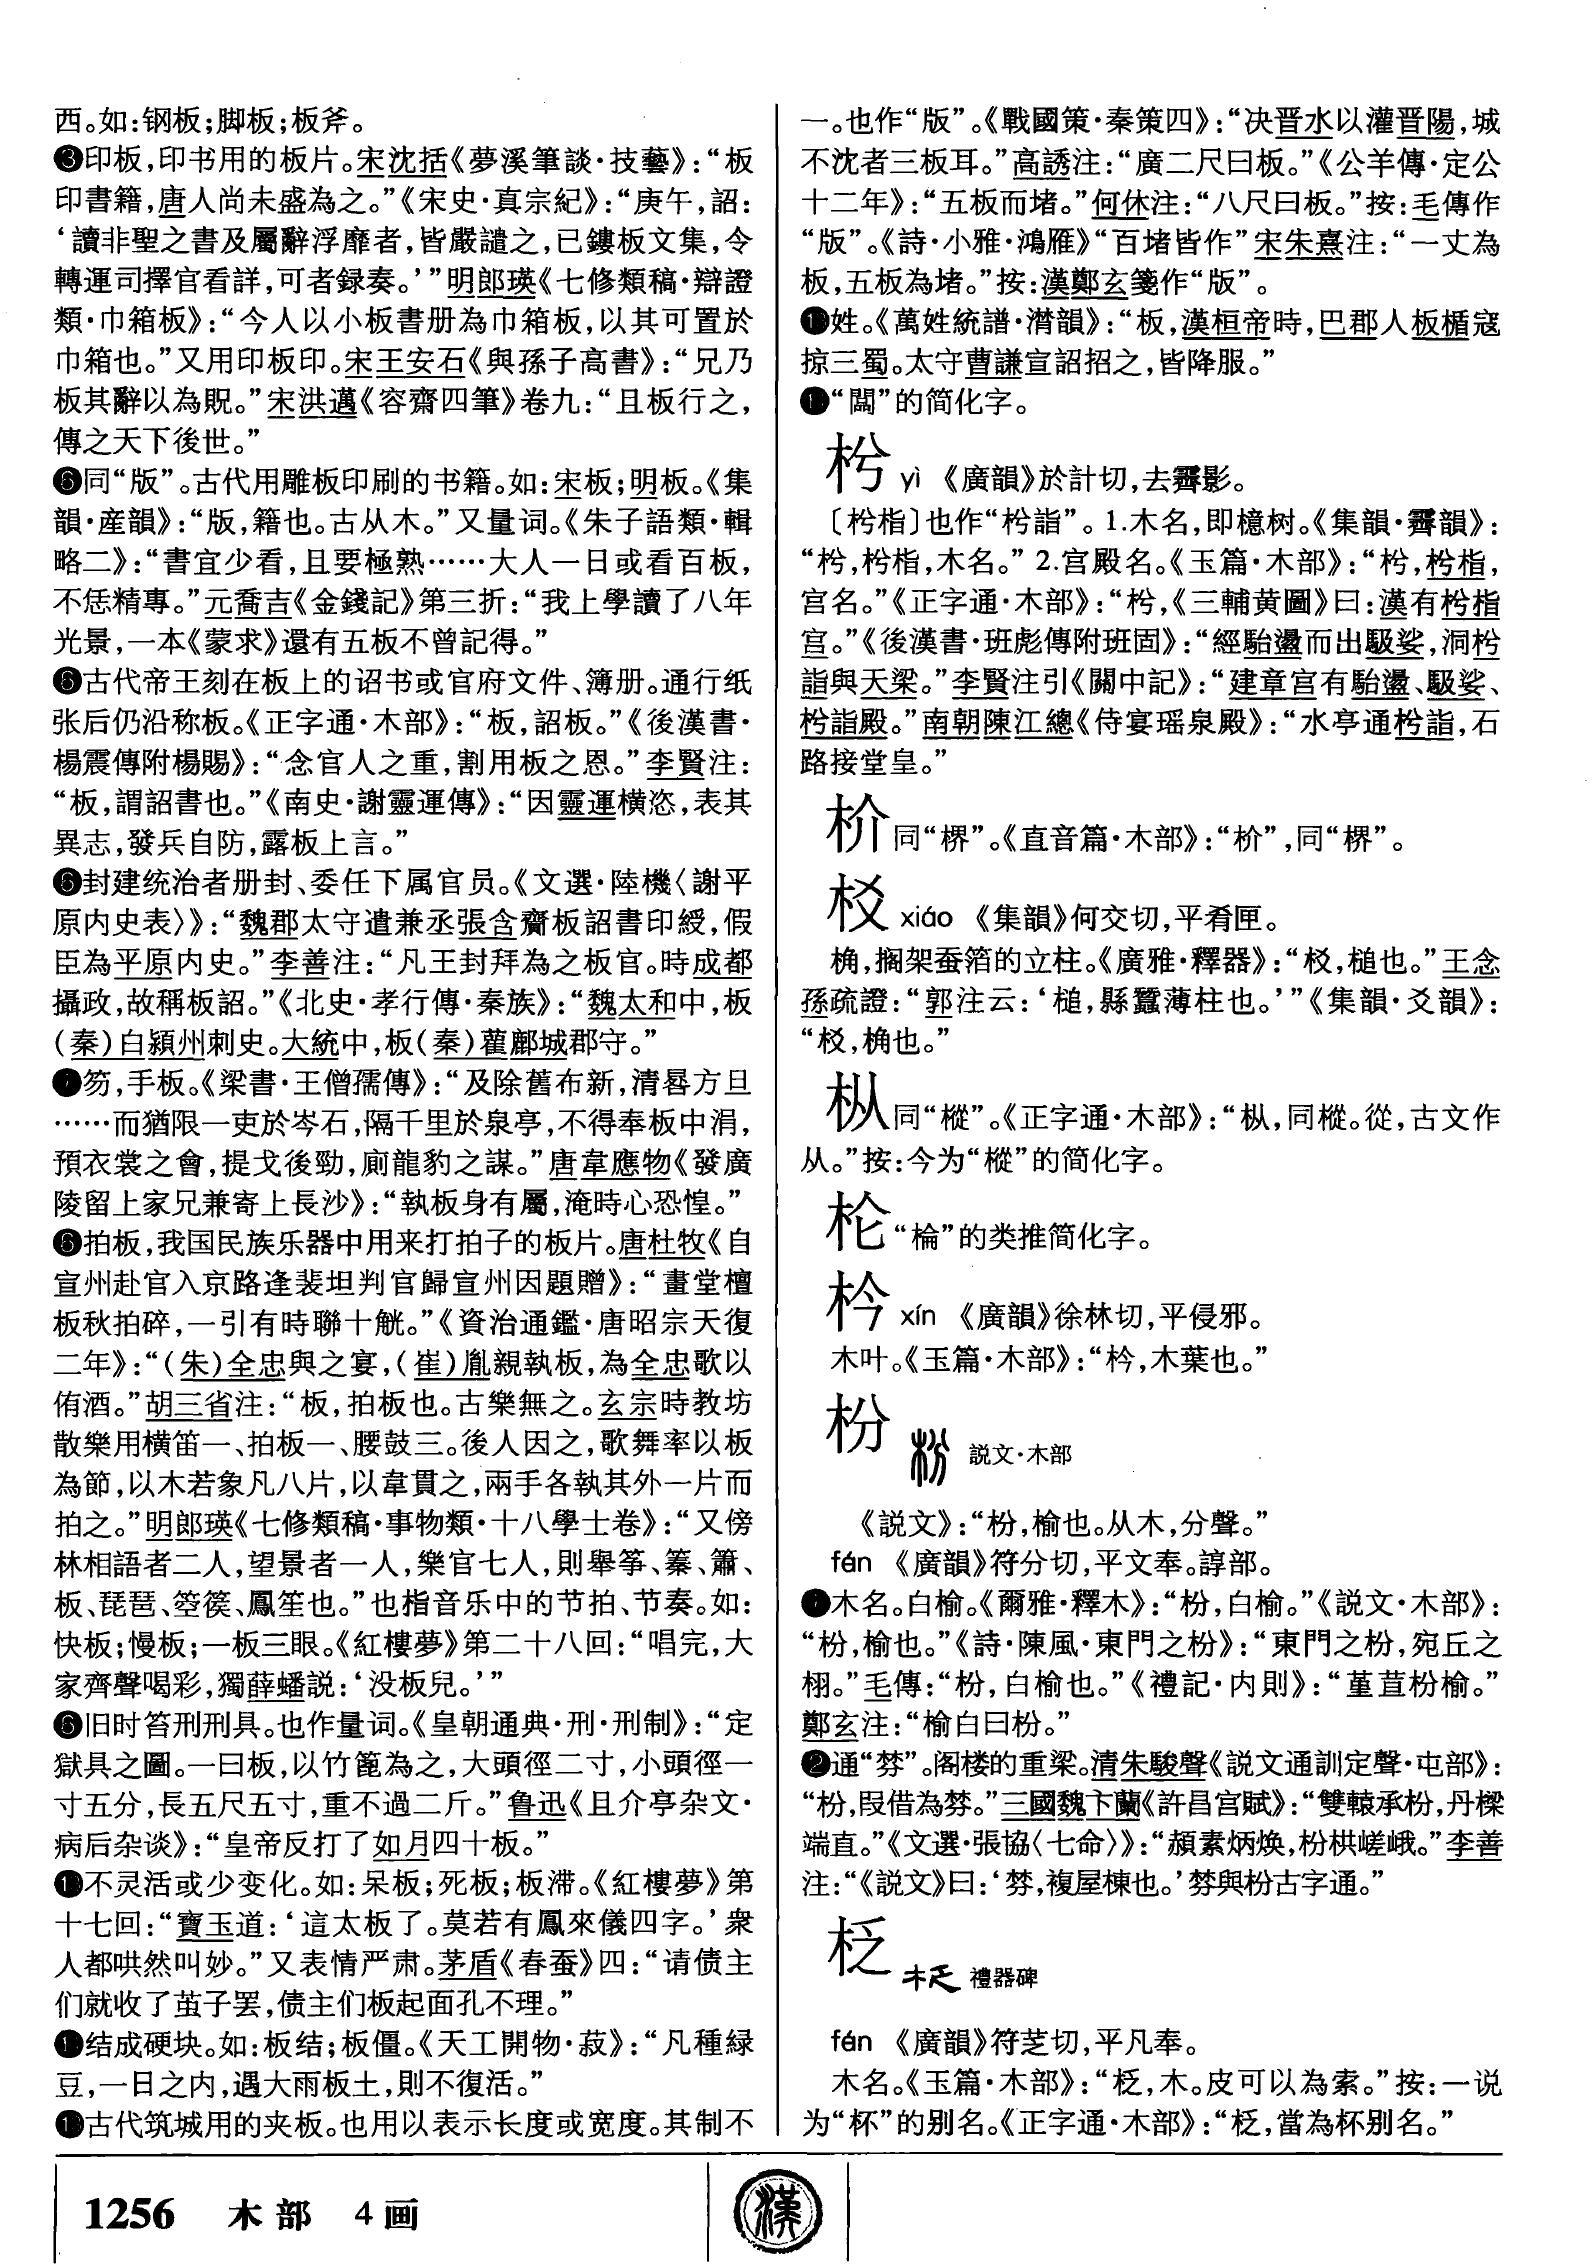 西。如:钢板;脚板;板斧。
❸印板,印书用的板片。宋沈括《夢溪筆談·技藝》:“板
印書籍,唐人尚未盛為之。”《宋史·真宗紀》:“庚午,詔:
‘讀非聖之書及屬辭浮靡者,皆嚴譴之,已鏤板文集,令
轉運司擇官看詳,可者録奏。’”明郎瑛《七修類稿·辯證
類·巾箱板》:“今人以小板書册為巾箱板,以其可置於
巾箱也。”又用印板印。宋王安石《與孫子高書》:“兄乃
板其辭以為貺。”宋洪邁《容齋四筆》卷九:“且板行之,
傳之天下後世。”
❻同“版”。古代用雕板印刷的书籍。如:宋板;明板。《集
韻·産韻》:“版,籍也。古从木。”又量词。《朱子語類·輯
略二》:“書宜少看,且要極熟……大人一日或看百板,
不恁精專。”元喬吉《金錢記》第三折:“我上學讀了八年
光景,一本《蒙求》還有五板不曾記得。”
❻古代帝王刻在板上的诏书或官府文件、簿册。通行纸
张后仍沿称板。《正字通·木部》:“板,詔板。”《後漢書·
楊震傳附楊賜》:“念官人之重,割用板之恩。”李賢注:
“板,謂詔書也。”《南史·謝靈運傳》:“因靈運横恣,表其
異志,發兵自防,露板上言。”
❻封建统治者册封、委任下属官员。《文選·陸機〈謝平
原内史表〉》:“魏郡太守遣兼丞張含齎板詔書印綬,假
臣為平原内史。”李善注:“凡王封拜為之板官。時成都
攝政,故稱板詔。”《北史·孝行傳·秦族》:“魏太和中,板
(秦)白潁州刺史。大統中,板(秦)雚鄜城郡守。”
❼笏,手板。《梁書·王僧孺傳》:“及除舊布新,清晷方旦
……而猶限一吏於岑石,隔千里於泉亭,不得奉板中涓,
預衣裳之會,提戈後勁,厠龍豹之謀。”唐韋應物《發廣
陵留上家兄兼寄上長沙》:“執板身有屬,淹時心恐惶。”
❻拍板,我国民族乐器中用来打拍子的板片。唐杜牧《自
宣州赴官入京路逢裴坦判官歸宣州因題贈》:“畫堂檀
板秋拍碎,一引有時聯十觥。”《資治通鑑·唐昭宗天復
二年》:“(朱)全忠與之宴,(崔)胤親執板,為全忠歌以
侑酒。”胡三省注:“板,拍板也。古樂無之。玄宗時教坊
散樂用横笛一、拍板一、腰鼓三。後人因之,歌舞率以板
為節,以木若象凡八片,以韋貫之,兩手各執其外一片而
拍之。”明郎瑛《七修類稿·事物類·十八學士卷》:“又傍
林相語者二人,望景者一人,樂官七人,則舉筝、篆、簫、
板、琵琶、箜篌、鳳笙也。”也指音乐中的节拍、节奏。如:
快板;慢板;一板三眼。《紅樓夢》第二十八回:“唱完,大
家齊聲喝彩,獨薛蟠説:‘没板兒。’”
❻旧时笞刑刑具。也作量词。《皇朝通典·刑·刑制》:“定
獄具之圖。一曰板,以竹篦為之,大頭徑二寸,小頭徑一
寸五分,長五尺五寸,重不過二斤。”鲁迅《且介亭杂文·
病后杂谈》:“皇帝反打了如月四十板。”
❶不灵活或少变化。如:呆板;死板;板滞。《紅樓夢》第
十七回:“寶玉道:‘這太板了。莫若有鳳來儀四字。’衆
人都哄然叫妙。”又表情严肃。茅盾《春蚕》四:“请债主
们就收了茧子罢,债主们板起面孔不理。”
❶结成硬块。如:板结;板僵。《天工開物·菽》:“凡種緑
豆,一日之内,遇大雨板土,則不復活。”
❶古代筑城用的夹板。也用以表示长度或宽度。其制不
一。也作“版”。《戰國策·秦策四》:“决晋水以灌晋陽,城
不沈者三板耳。”高誘注:“廣二尺曰板。”《公羊傳·定公
十二年》:“五板而堵。”何休注:“八尺曰板。”按:毛傳作
“版”。《詩·小雅·鴻雁》“百堵皆作”宋朱熹注:“一丈為
板,五板為堵。”按:漢鄭玄箋作“版”。
❶姓。《萬姓統譜·潸韻》:“板,漢桓帝時,巴郡人板楯寇
掠三蜀。太守曹謙宣詔招之,皆降服。”
❶“闆”的简化字。
枍 yì 《廣韻》於計切,去霽影。
〔枍栺〕也作“枍詣”。1.木名,即檍树。《集韻·霽韻》:
“枍,枍栺,木名。”2.宫殿名。《玉篇·木部》:“枍,枍栺,
宫名。”《正字通·木部》:“枍,《三輔黄圖》曰:漢有枍栺
宫。”《後漢書·班彪傳附班固》:“經駘盪而出馺娑,洞枍
詣與天梁。”李賢注引《關中記》:“建章宫有駘盪、馺娑、
枍詣殿。”南朝陳江總《侍宴瑶泉殿》:“水亭通枍詣,石
路接堂皇。”
枌同“楐”。《直音篇·木部》:“枌”,同“楐”。
㭂 xiáo 《集韻》何交切,平肴匣。
桷,搁架蚕箔的立柱。《廣雅·釋器》:“㭂,槌也。”王念
孫疏證:“郭注云:‘槌,縣蠶薄柱也。’”《集韻·爻韻》:
“㭂,桷也。”
枞同“樅”。《正字通·木部》:“枞,同樅。從,古文作
从。”按:今为“樅”的简化字。
𣏢“棆”的类推简化字。
枔 xín 《廣韻》徐林切,平侵邪。
木叶。《玉篇·木部》:“枔,木葉也。”
枌 説文·木部
《説文》:“枌,榆也。从木,分聲。”
fén 《廣韻》符分切,平文奉。諄部。
❼木名。白榆。《爾雅·釋木》:“枌,白榆。”《説文·木部》:
“枌,榆也。”《詩·陳風·東門之枌》:“東門之枌,宛丘之
栩。”毛傳:“枌,白榆也。”《禮記·内則》:“堇荁枌榆。”
鄭玄注:“榆白曰枌。”
❷通“棼”。阁楼的重梁。清朱駿聲《説文通訓定聲·屯部》:
“枌,叚借為棼。”三國魏卞蘭《許昌宫賦》:“雙轅承枌,丹樑
端直。”《文選·張協〈七命〉》:“頳素炳焕,枌栱嵯峨。”李善
注:“《説文》曰:‘棼,複屋棟也。’棼與枌古字通。”
柉 禮器碑
fán 《廣韻》符芝切,平凡奉。
木名。《玉篇·木部》:“柉,木。皮可以為索。”按:一说
为“杯”的别名。《正字通·木部》:“柉,當為杯别名。”
1256 木部 4画
漢